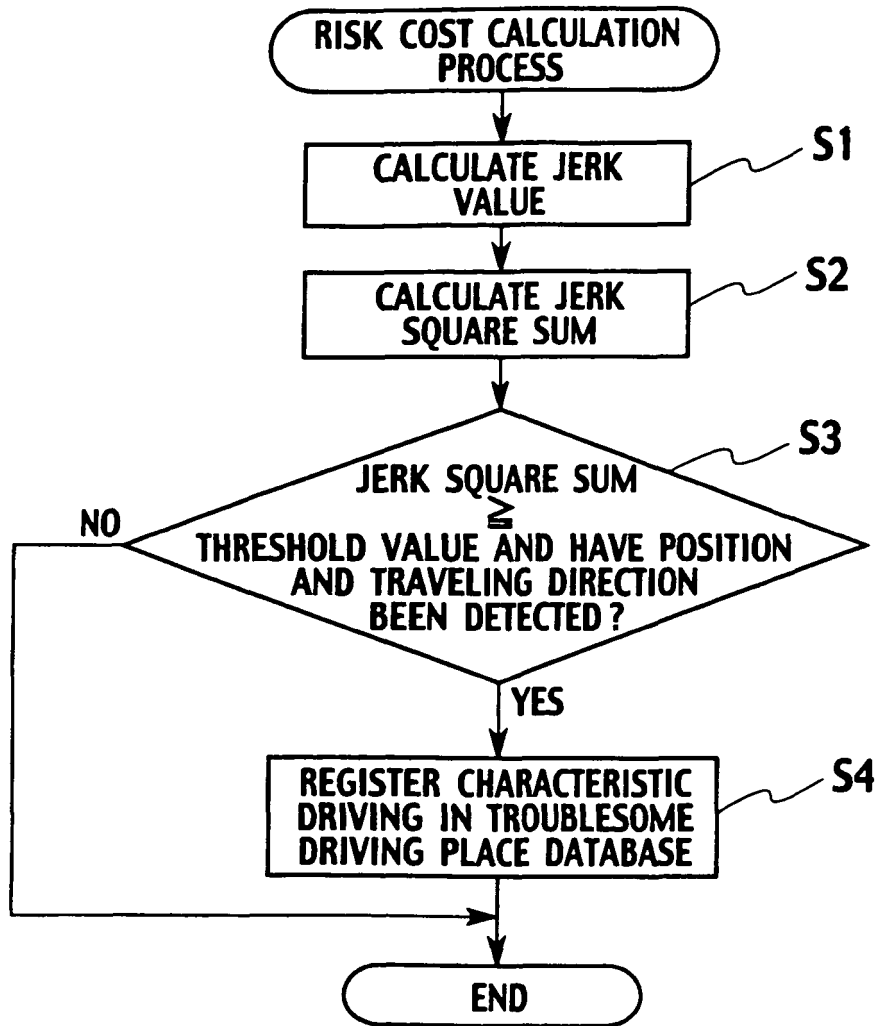 RISK COST CALCULATION
PROCESS
CALCULATE JERK
VALUE
S1
CALCULATE JERK
SQUARE SUM
S2
JERK SQUARE SUM
≧
THRESHOLD VALUE AND HAVE POSITION
AND TRAVELING DIRECTION
BEEN DETECTED?
S3
NO
YES
REGISTER CHARACTERISTIC
DRIVING IN TROUBLESOME
DRIVING PLACE DATABASE
S4
END